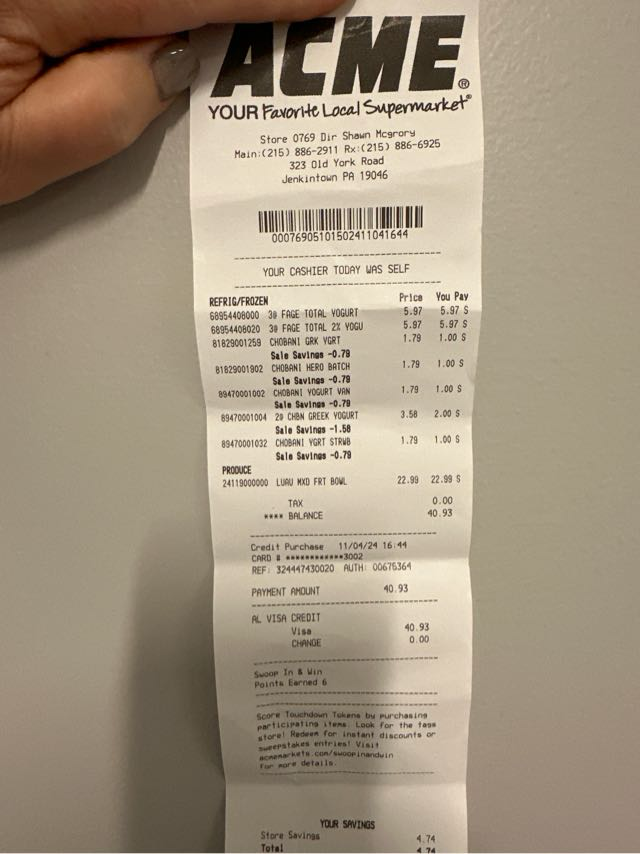 ACME®
YOUR Favorite Local Supermarket®
Store 0769 Dir Shawn Mcgrory
Main:(215) 886-2911 Rx:(215) 886-6925
323 Old York Road
Jenkintown PA 19046
00076905101502411041644
YOUR CASHIER TODAY WAS SELF
REFRIG/FROZEN Price You Pay
68954408000 3@ FAGE TOTAL YOGURT 5.97 5.97 S
68954408020 3@ FAGE TOTAL 2% YOGU 5.97 5.97 S
81829001259 CHOBANI GRK YGRT 1.79 1.00 S
Sale Savings -0.79
81829001902 CHOBANI HERO BATCH 1.79 1.00 S
Sale Savings -0.79
89470001002 CHOBANI YOGURT VAN 1.79 1.00 S
Sale Savings -0.79
89470001004 2@ CHBN GREEK YOGURT 3.58 2.00 S
Sale Savings -1.58
89470001032 CHOBANI YGRT STRWB 1.79 1.00 S
Sale Savings -0.79
PRODUCE
24119000000 LUAU MXD FRT BOWL 22.99 22.99 S
TAX 0.00
**** BALANCE 40.93
Credit Purchase 11/04/24 16:44
CARD # ************3002
REF: 324447430020 AUTH: 00675364
PAYMENT AMOUNT 40.93
AL VISA CREDIT
Visa 40.93
CHANGE 0.00
Swoop In & Win
Points Earned 6
Score Touchdown Tokens by purchasing
participating items. Look for the tags
store! Redeem for instant discounts or
sweepstakes entries! Visit
acmemarkets.com/swoopinandwin
for more details.
YOUR SAVINGS
Store Savings 4.74
Total 4.74